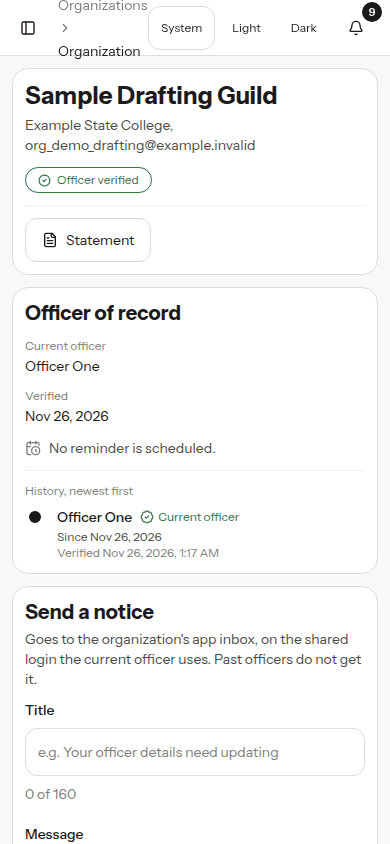 Organizations
Organization
System
Light
Dark
9
Sample Drafting Guild
Example State College,
org_demo_drafting@example.invalid
Officer verified
Statement
Officer of record
Current officer
Officer One
Verified
Nov 26, 2026
No reminder is scheduled.
History, newest first
Officer One
Current officer
Since Nov 26, 2026
Verified Nov 26, 2026, 1:17 AM
Send a notice
Goes to the organization's app inbox, on the shared
login the current officer uses. Past officers do not get
it.
Title
e.g. Your officer details need updating
0 of 160
Message